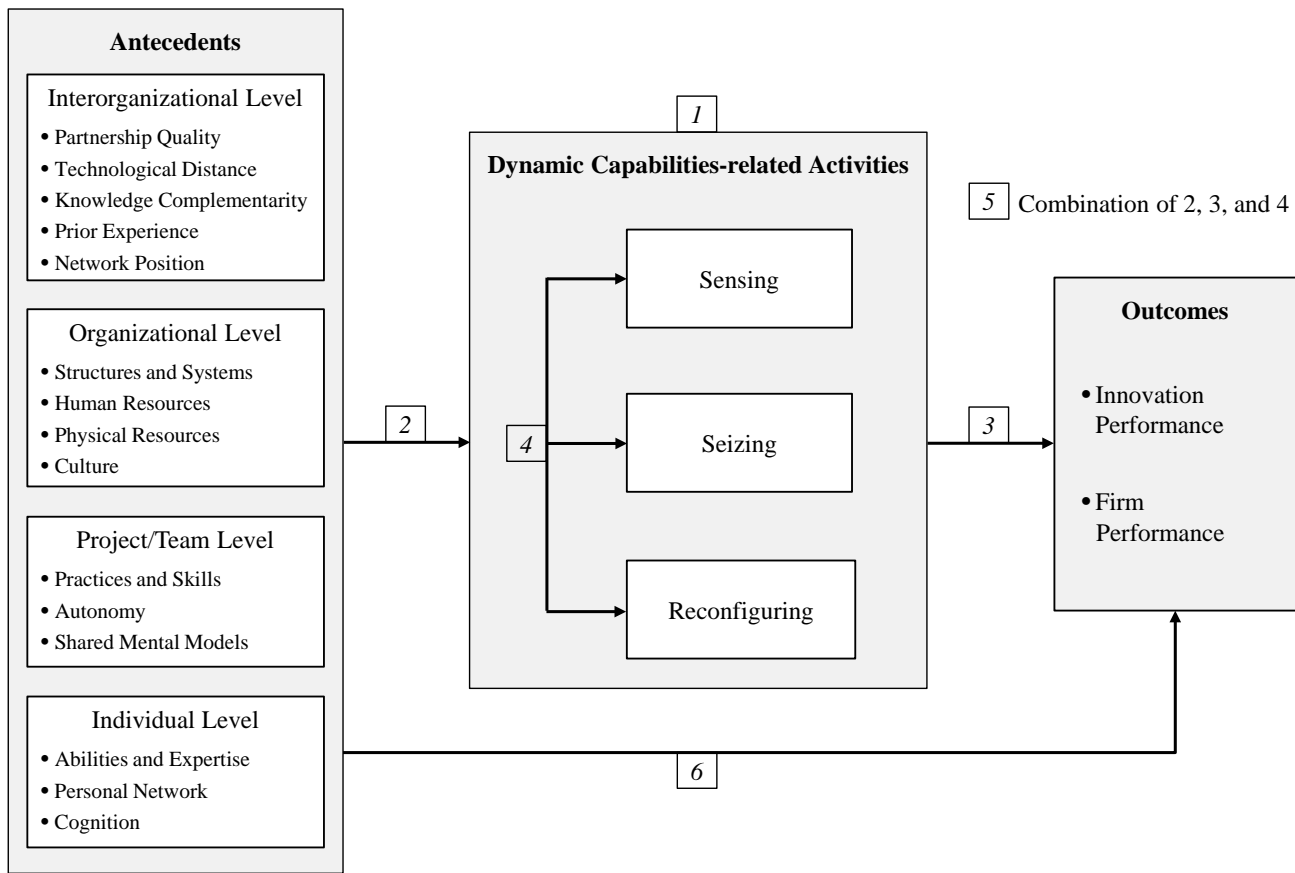 Antecedents
Interorganizational Level
• Partnership Quality
• Technological Distance
• Knowledge Complementarity
• Prior Experience
• Network Position
Organizational Level
• Structures and Systems
• Human Resources
• Physical Resources
• Culture
Project/Team Level
• Practices and Skills
• Autonomy
• Shared Mental Models
Individual Level
• Abilities and Expertise
• Personal Network
• Cognition
2
1
Dynamic Capabilities-related Activities
Sensing
4
Seizing
Reconfiguring
3
5 Combination of 2, 3, and 4
Outcomes
• Innovation
Performance
• Firm
Performance
6